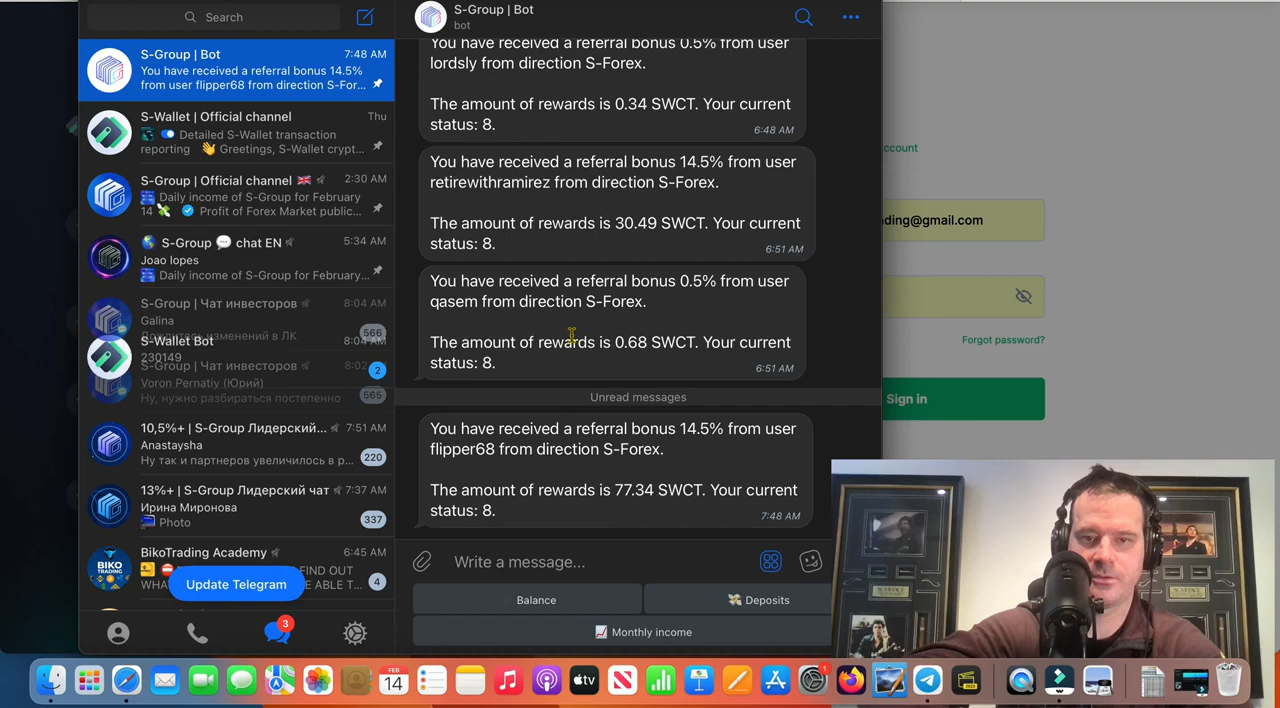 Search
S-Group | Bot
7:48 AM
You have received a referral bonus 14.5%
from user flipper68 from direction S-For...
S-Wallet | Official channel
Thu
Detailed S-Wallet transaction
reporting 👋 Greetings, S-Wallet crypt...
S-Group | Official channel 🇬🇧
2:30 AM
Daily income of S-Group for February
14 💸 Profit of Forex Market public...
S-Group 💬 chat EN
5:34 AM
Joao lopes
Daily income of S-Group for February...
S-Group | Чат инвесторов
8:04 AM
Galina
Дождитесь изменений в ЛК
566
S-Wallet Bot
8:04 AM
230149
2
S-Group | Чат инвесторов
8:02
Voron Pernatiy (Юрий)
Ну, нужно разбираться постепенно
565
10,5%+ | S-Group Лидерский...
7:51 AM
Anastaysha
Ну так и партнеров увеличилось в р...
220
13%+ | S-Group Лидерский чат
7:37 AM
Ирина Миронова
Photo
337
BikoTrading Academy
6:45 AM
FIND OUT
WHA
ARE ABLE T...
4
BIKO
TRADING
Update Telegram
3
S-Group | Bot
bot
You have received a referral bonus 0.5% from user
lordsly from direction S-Forex.
The amount of rewards is 0.34 SWCT. Your current
status: 8.
6:48 AM
You have received a referral bonus 14.5% from user
retirewithramirez from direction S-Forex.
The amount of rewards is 30.49 SWCT. Your current
status: 8.
6:51 AM
You have received a referral bonus 0.5% from user
qasem from direction S-Forex.
The amount of rewards is 0.68 SWCT. Your current
status: 8.
6:51 AM
Unread messages
You have received a referral bonus 14.5% from user
flipper68 from direction S-Forex.
The amount of rewards is 77.34 SWCT. Your current
status: 8.
7:48 AM
Write a message...
Balance
💸 Deposits
📈 Monthly income
ccount
ding@gmail.com
Forgot password?
Sign in
FEB
14
tv
1